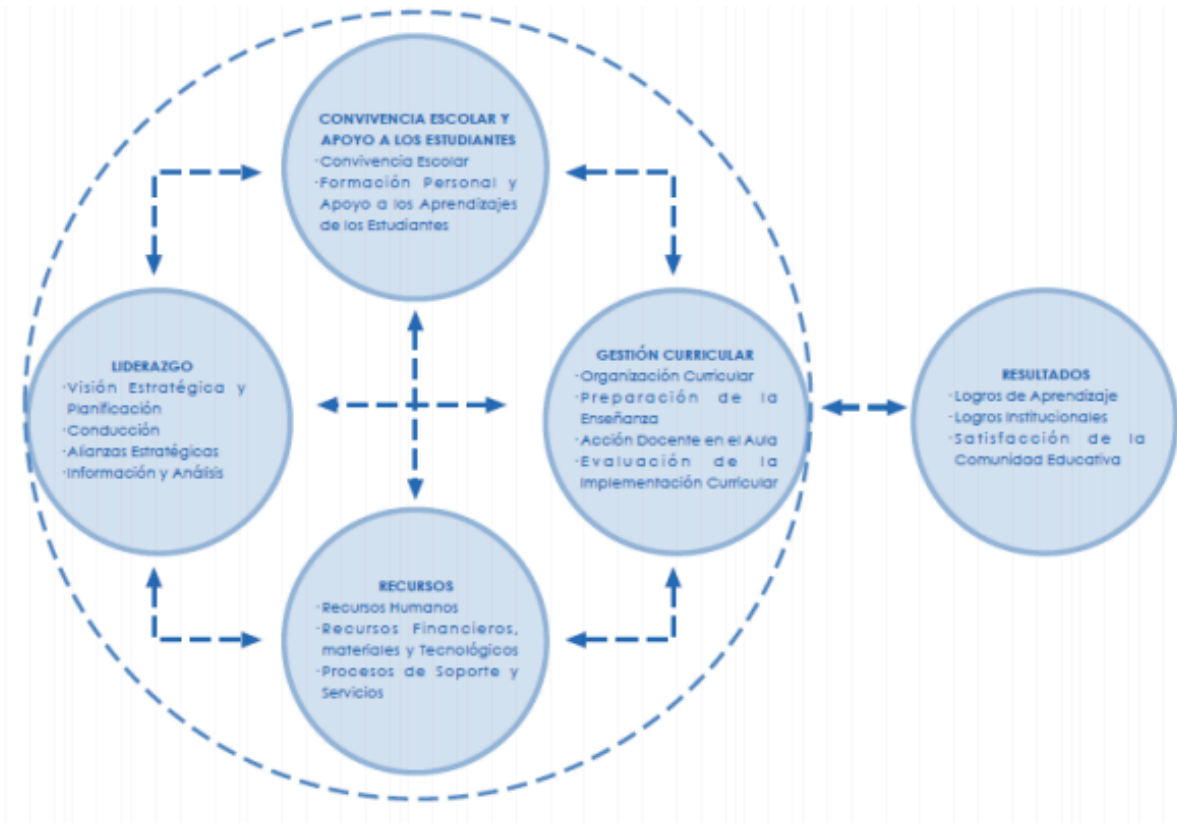 CONVIVENCIA ESCOLAR Y
APOYO A LOS ESTUDIANTES
·Convivencia Escolar
·Formación Personal y
Apoyo a los Aprendizajes
de los Estudiantes
LIDERAZGO
·Visión Estratégica y
Planificación
·Conducción
·Alianzas Estratégicas
·Información y Análisis
GESTIÓN CURRICULAR
·Organización Curricular
·Preparación de la
Enseñanza
·Acción Docente en el Aula
·Evaluación de la
Implementación Curricular
RESULTADOS
·Logros de Aprendizaje
·Logros Institucionales
·Satisfacción de la
Comunidad Educativa
RECURSOS
·Recursos Humanos
·Recursos Financieros,
materiales y Tecnológicos
·Procesos de Soporte y
Servicios